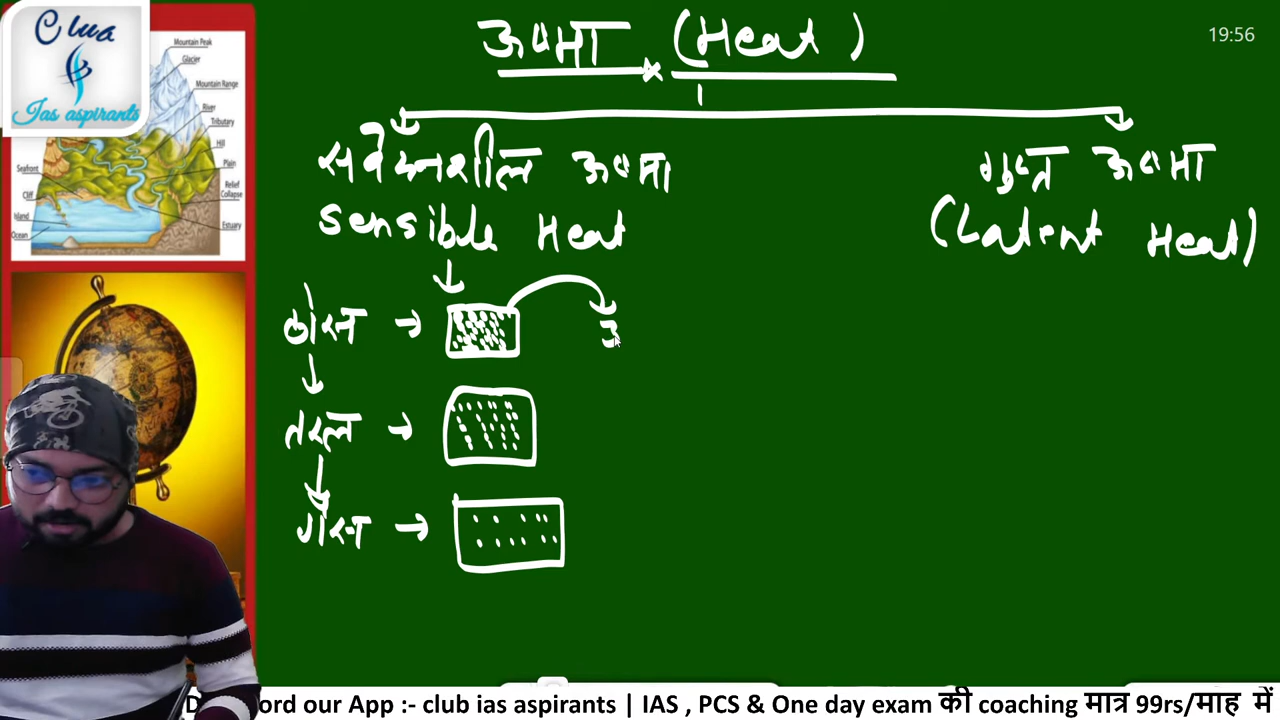 Clua
Ias aspirants
Mountain Peak
Glacier
Mountain Range
River
Tributary
Hill
Plain
Seafront
Relief
Collapse
Cliff
Island
Estuary
Ocean
19:56
ऊष्मा (Heat)
संवेदनशील ऊष्मा
गुप्त ऊष्मा
Sensible Heat
(Latent Heat)
ठोस →
तरल →
गैस →
our App :- club ias aspirants | IAS , PCS & One day exam की coaching मात्र 99rs/माह में